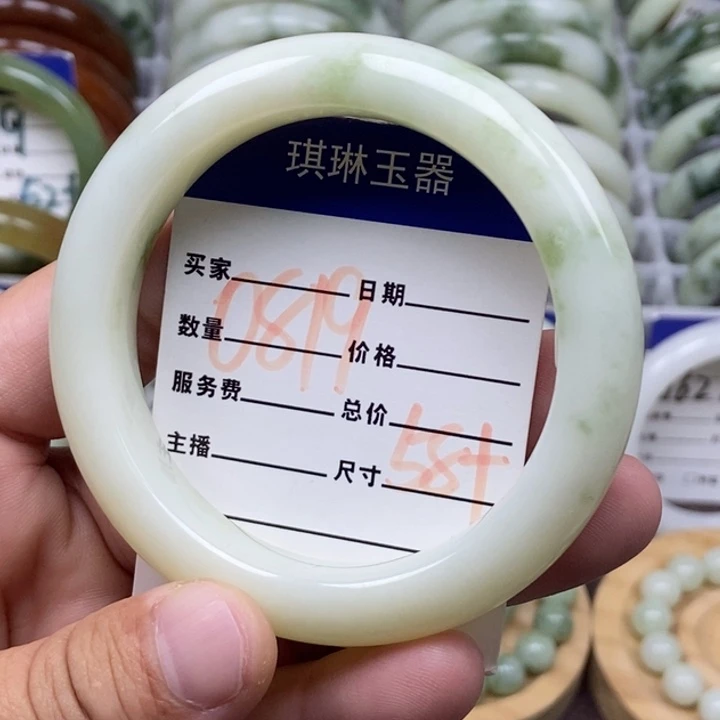 琪琳玉器
买家 日期
0819
数量 价格
服务费 总价
58+
主播 尺寸